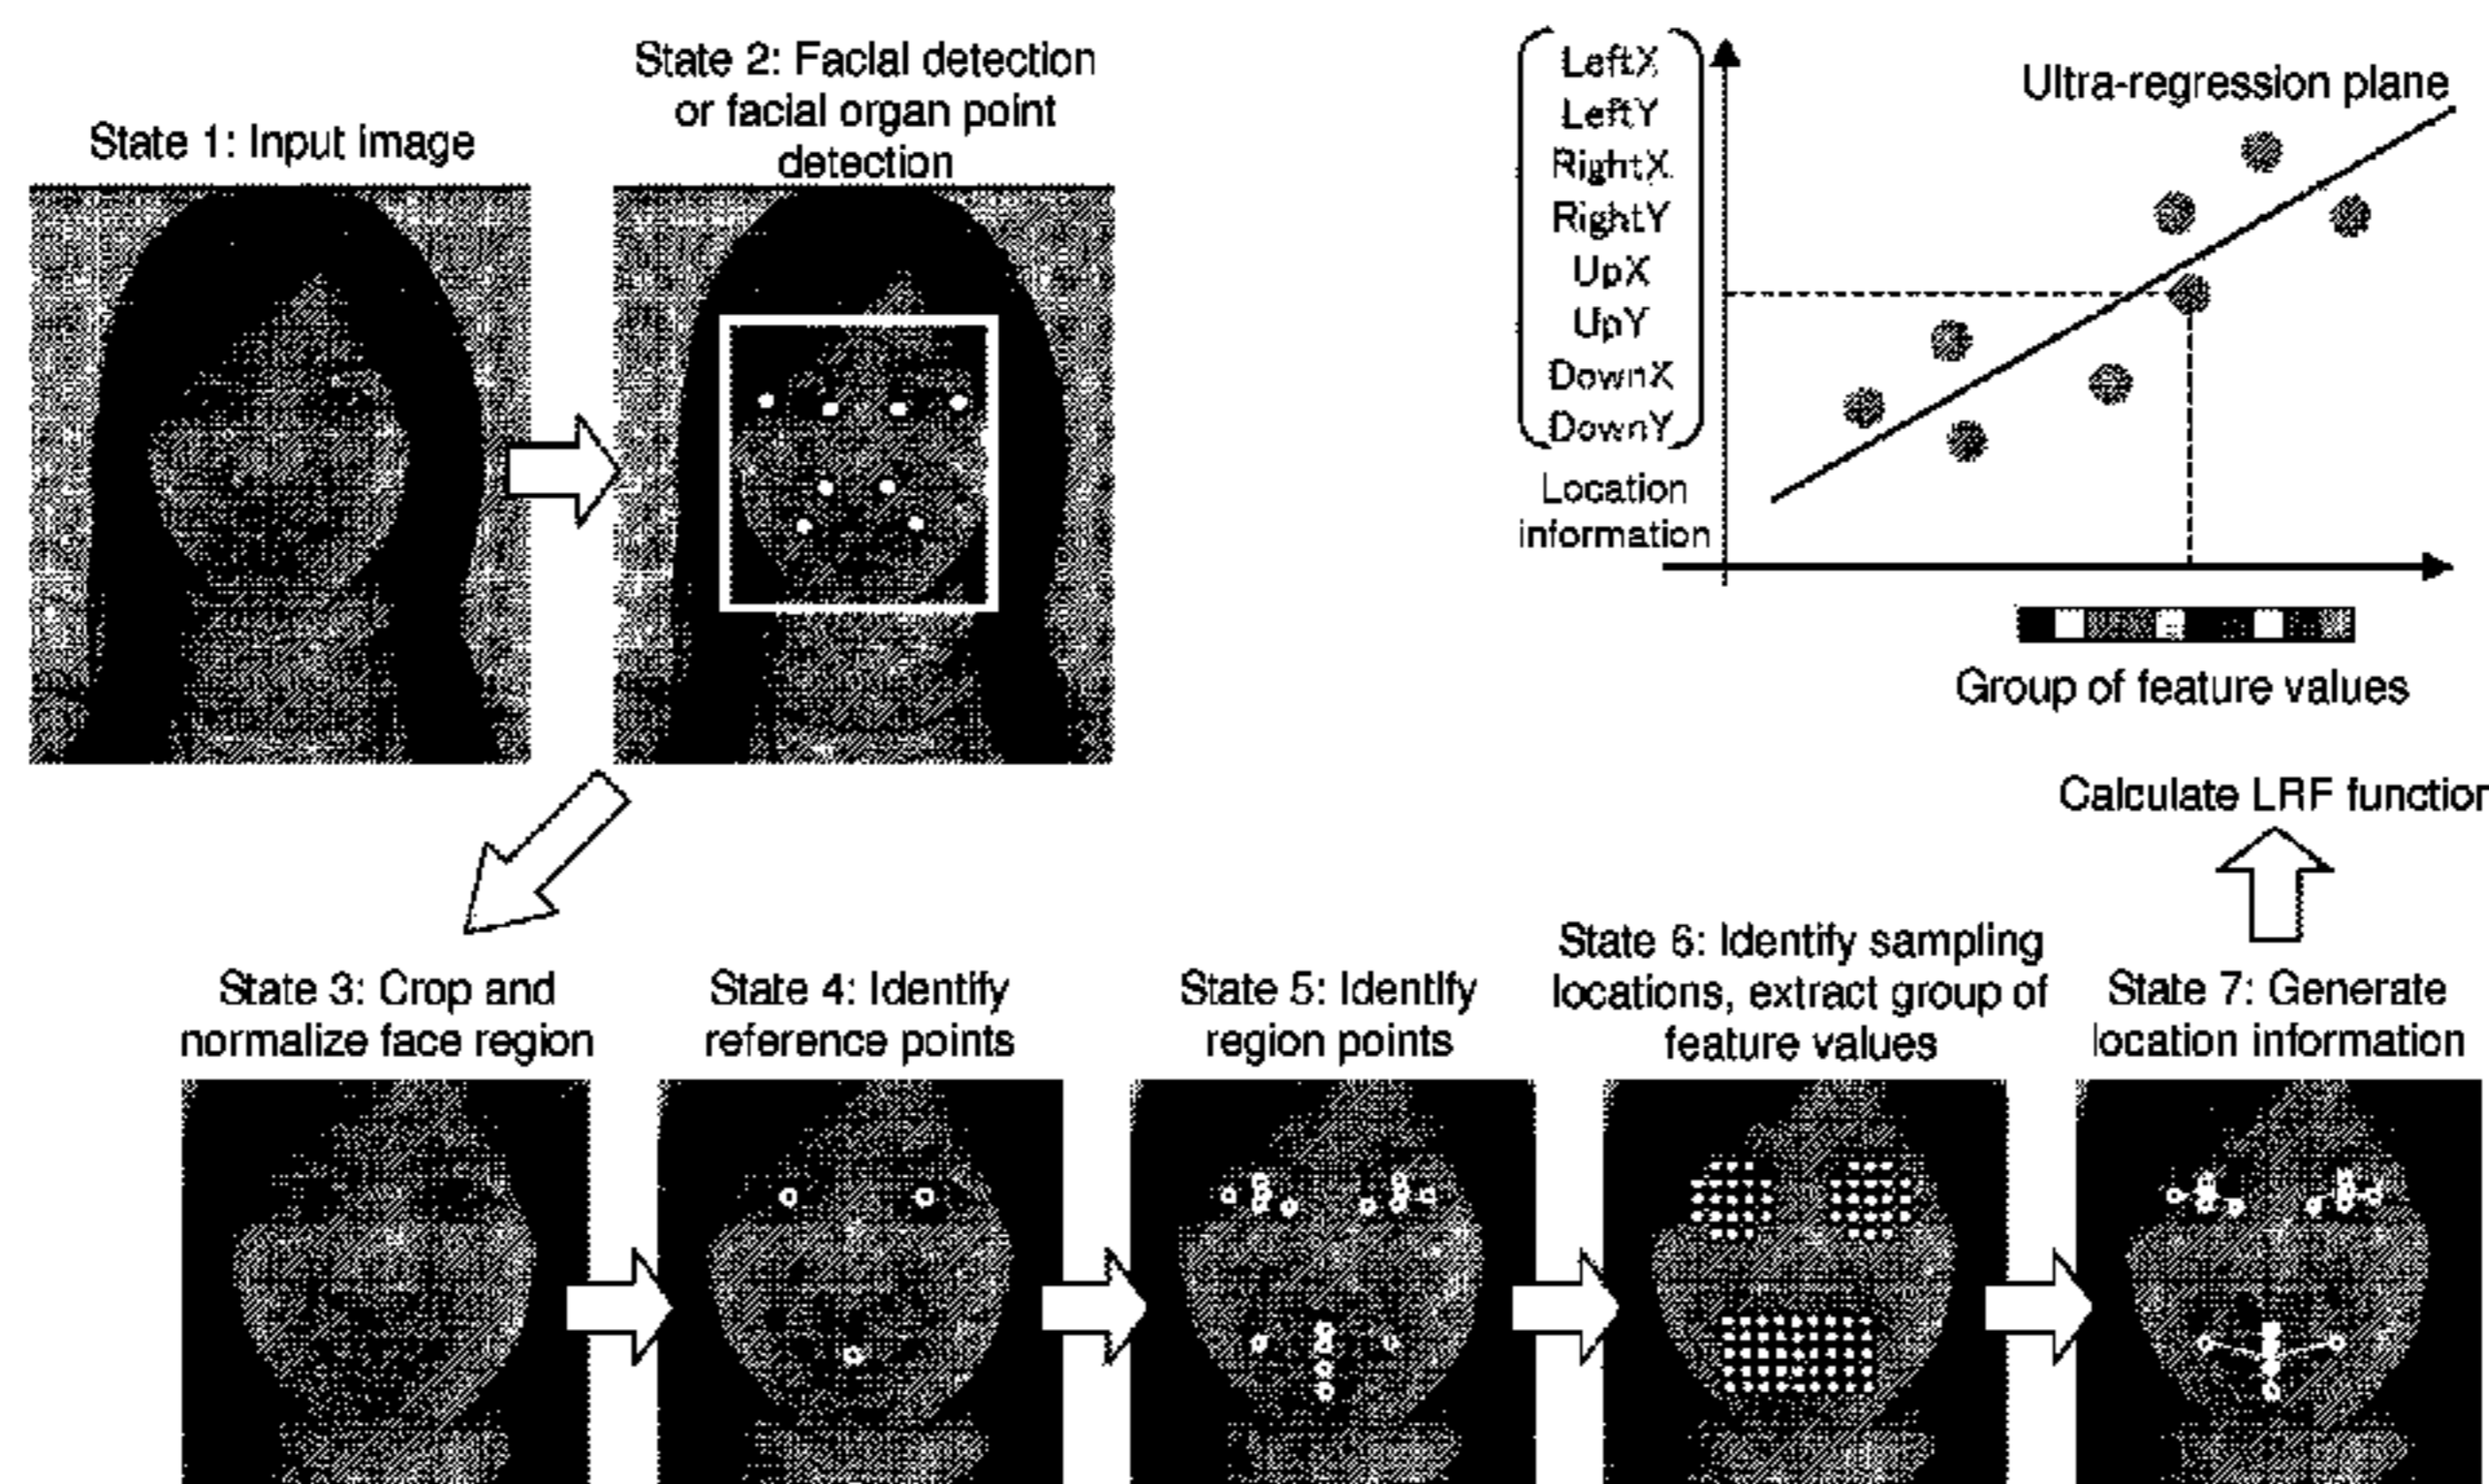 State 1: Input image
State 2: Facial detection
or facial organ point
detection
LeftX
LeftY
RightX
RightY
UpX
UpY
DownX
DownY
Location
information
Ultra-regression plane
Group of feature values
Calculate LRF function
State 3: Crop and
normalize face region
State 4: Identify
reference points
State 5: Identify
region points
State 6: Identify sampling
locations, extract group of
feature values
State 7: Generate
location information